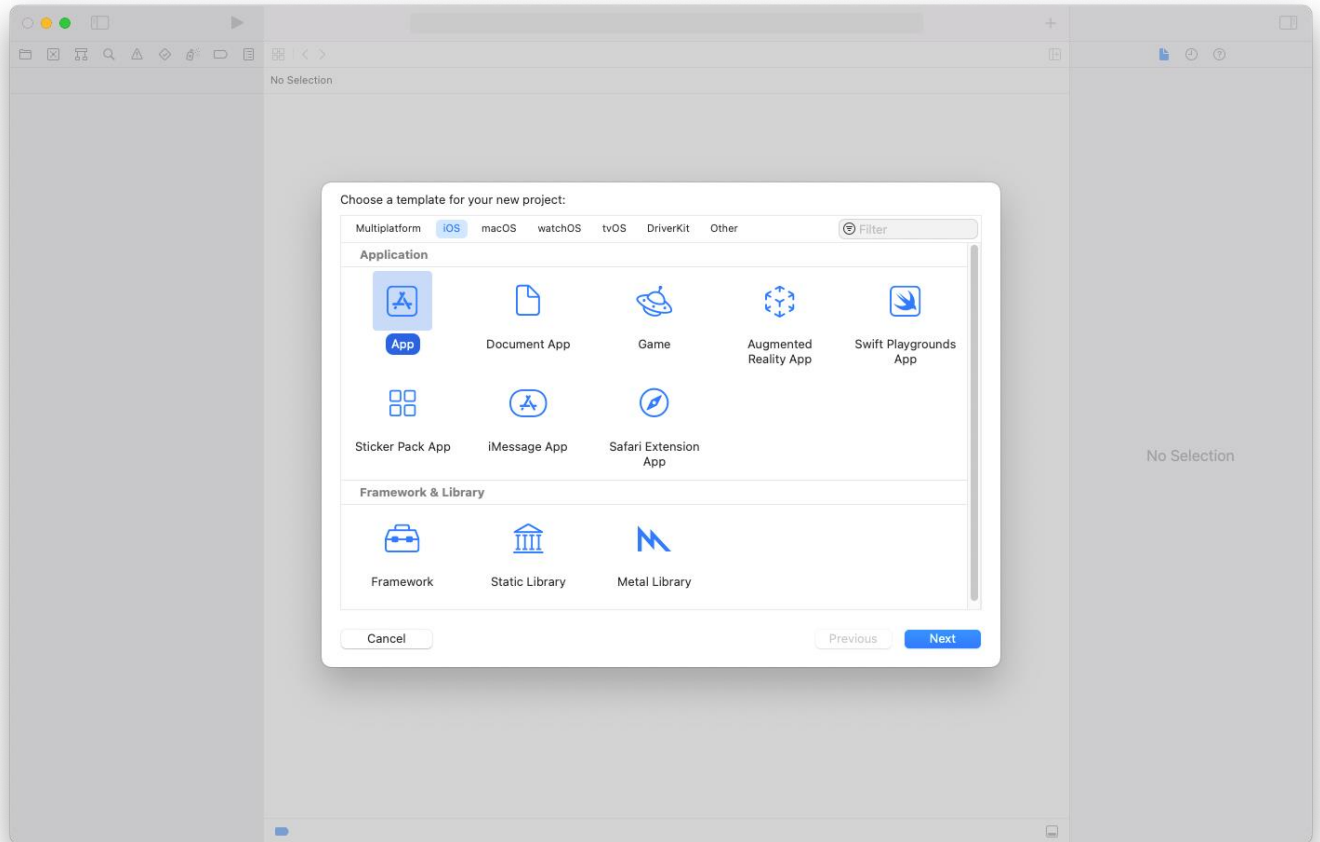 No Selection
Choose a template for your new project:
Multiplatform iOS macOS watchOS tvOS DriverKit Other Filter
Application
App Document App Game Augmented Reality App Swift Playgrounds App
Sticker Pack App iMessage App Safari Extension App
Framework & Library
Framework Static Library Metal Library
Cancel Previous Next
No Selection